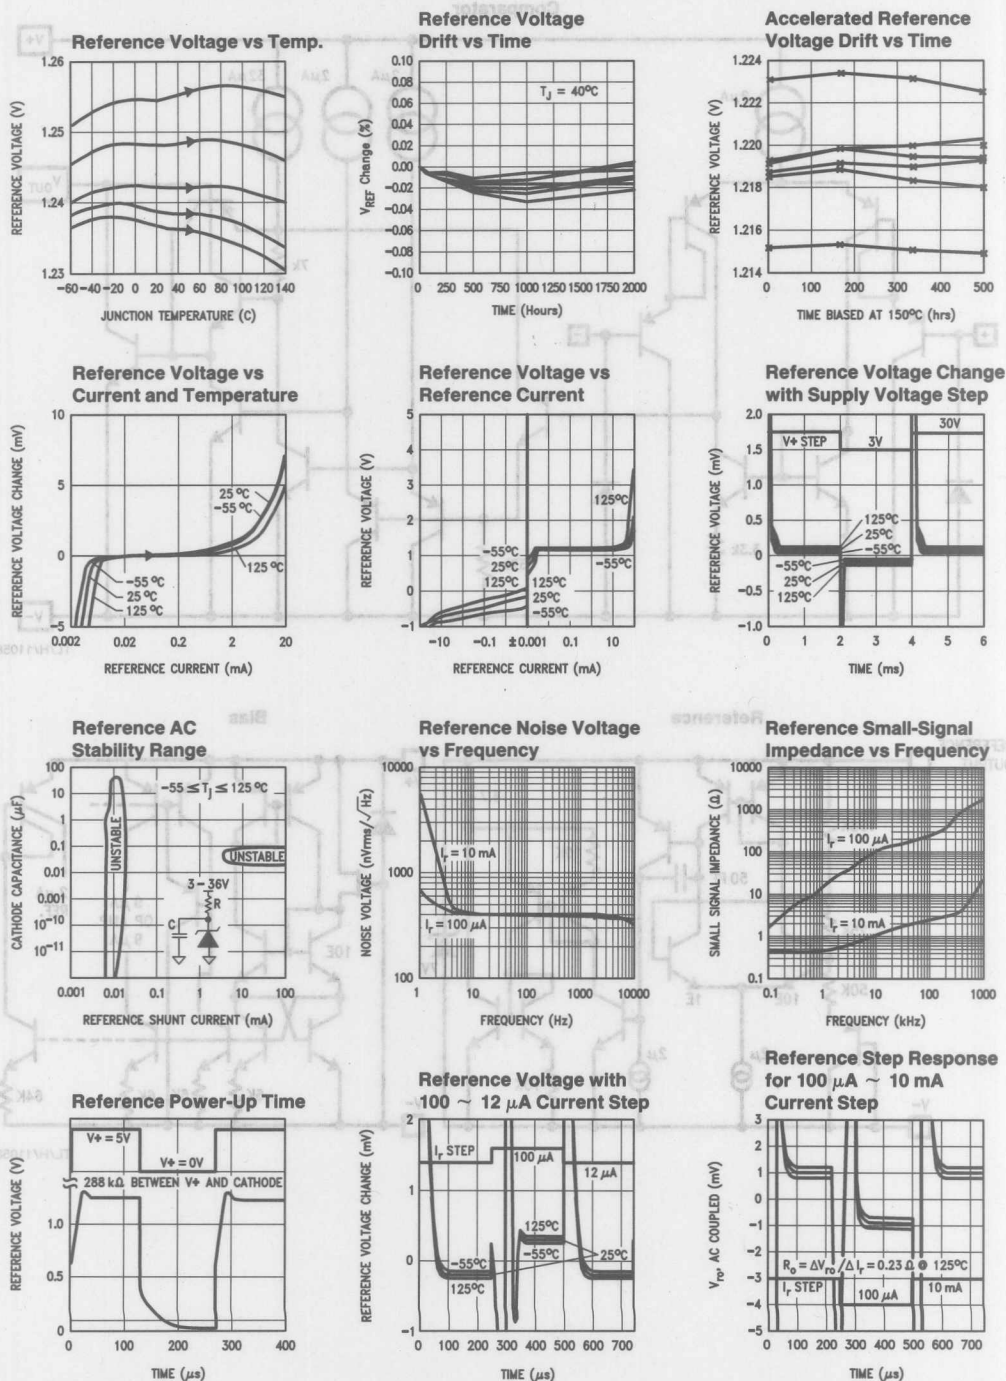 Reference Voltage vs Temp.
REFERENCE VOLTAGE (V)
1.26
1.25
1.24
1.23
−60 −40 −20 0 20 40 60 80 100 120 140
JUNCTION TEMPERATURE (C)
Reference Voltage
Drift vs Time
VREF Change (%)
0.10
0.08
0.06
0.04
0.02
0.00
−0.02
−0.04
−0.06
−0.08
−0.10
TJ = 40°C
250 500 750 1000 1250 1500 1750 2000
TIME (Hours)
Accelerated Reference
Voltage Drift vs Time
REFERENCE VOLTAGE (V)
1.224
1.222
1.220
1.218
1.216
1.214
0 100 200 300 400 500
TIME BIASED AT 150°C (hrs)
Reference Voltage vs
Current and Temperature
REFERENCE VOLTAGE CHANGE (mV)
10
5
0
−5
25 °C
−55 °C
125 °C
−55 °C
25 °C
125 °C
0.002 0.02 0.2 2 20
REFERENCE CURRENT (mA)
Reference Voltage vs
Reference Current
REFERENCE VOLTAGE (V)
5
4
3
2
1
0
−1
125°C
−55°C
−55°C
25°C
125°C
125°C
25°C
−55°C
−10 −0.1 ±0.001 0.1 10
REFERENCE CURRENT (mA)
Reference Voltage Change
with Supply Voltage Step
REFERENCE VOLTAGE (mV)
2.0
1.5
1.0
0.5
0
−0.5
−1.0
V+ STEP
3V
30V
125°C
25°C
−55°C
−55°C
25°C
125°C
0 1 2 3 4 5 6
TIME (ms)
Reference AC
Stability Range
CATHODE CAPACITANCE (µF)
100
10
1
0.1
0.01
0.001
10−10
10−11
−55 ≤ TJ ≤ 125°C
UNSTABLE
UNSTABLE
3−36V
R
C
0.001 0.01 0.1 1 10 100
REFERENCE SHUNT CURRENT (mA)
Reference Noise Voltage
vs Frequency
NOISE VOLTAGE (nVrms/√Hz)
10000
1000
100
Ir = 10 mA
Ir = 100 µA
1 10 100 1000 10000
FREQUENCY (Hz)
Reference Small-Signal
Impedance vs Frequency
SMALL SIGNAL IMPEDANCE (Ω)
10000
1000
100
10
1
0.1
Ir = 100 µA
Ir = 10 mA
0.1 1 10 100 1000
FREQUENCY (kHz)
Reference Power-Up Time
REFERENCE VOLTAGE (V)
V+ = 5V
V+ = 0V
288 kΩ BETWEEN V+ AND CATHODE
1.0
0.5
0
0 100 200 300 400
TIME (µs)
Reference Voltage with
100 ~ 12 µA Current Step
REFERENCE VOLTAGE CHANGE (mV)
2
1
0
−1
Ir STEP
100 µA
12 µA
125°C
−55°C
25°C
−55°C
125°C
0 100 200 300 400 500 600 700
TIME (µs)
Reference Step Response
for 100 µA ~ 10 mA
Current Step
Vro, AC COUPLED (mV)
3
2
1
0
−1
−2
−3
−4
−5
Ro = ΔVro/Δ Ir = 0.23 Ω @ 125°C
Ir STEP
100 µA
10 mA
0 100 200 300 400 500 600 700
TIME (µs)